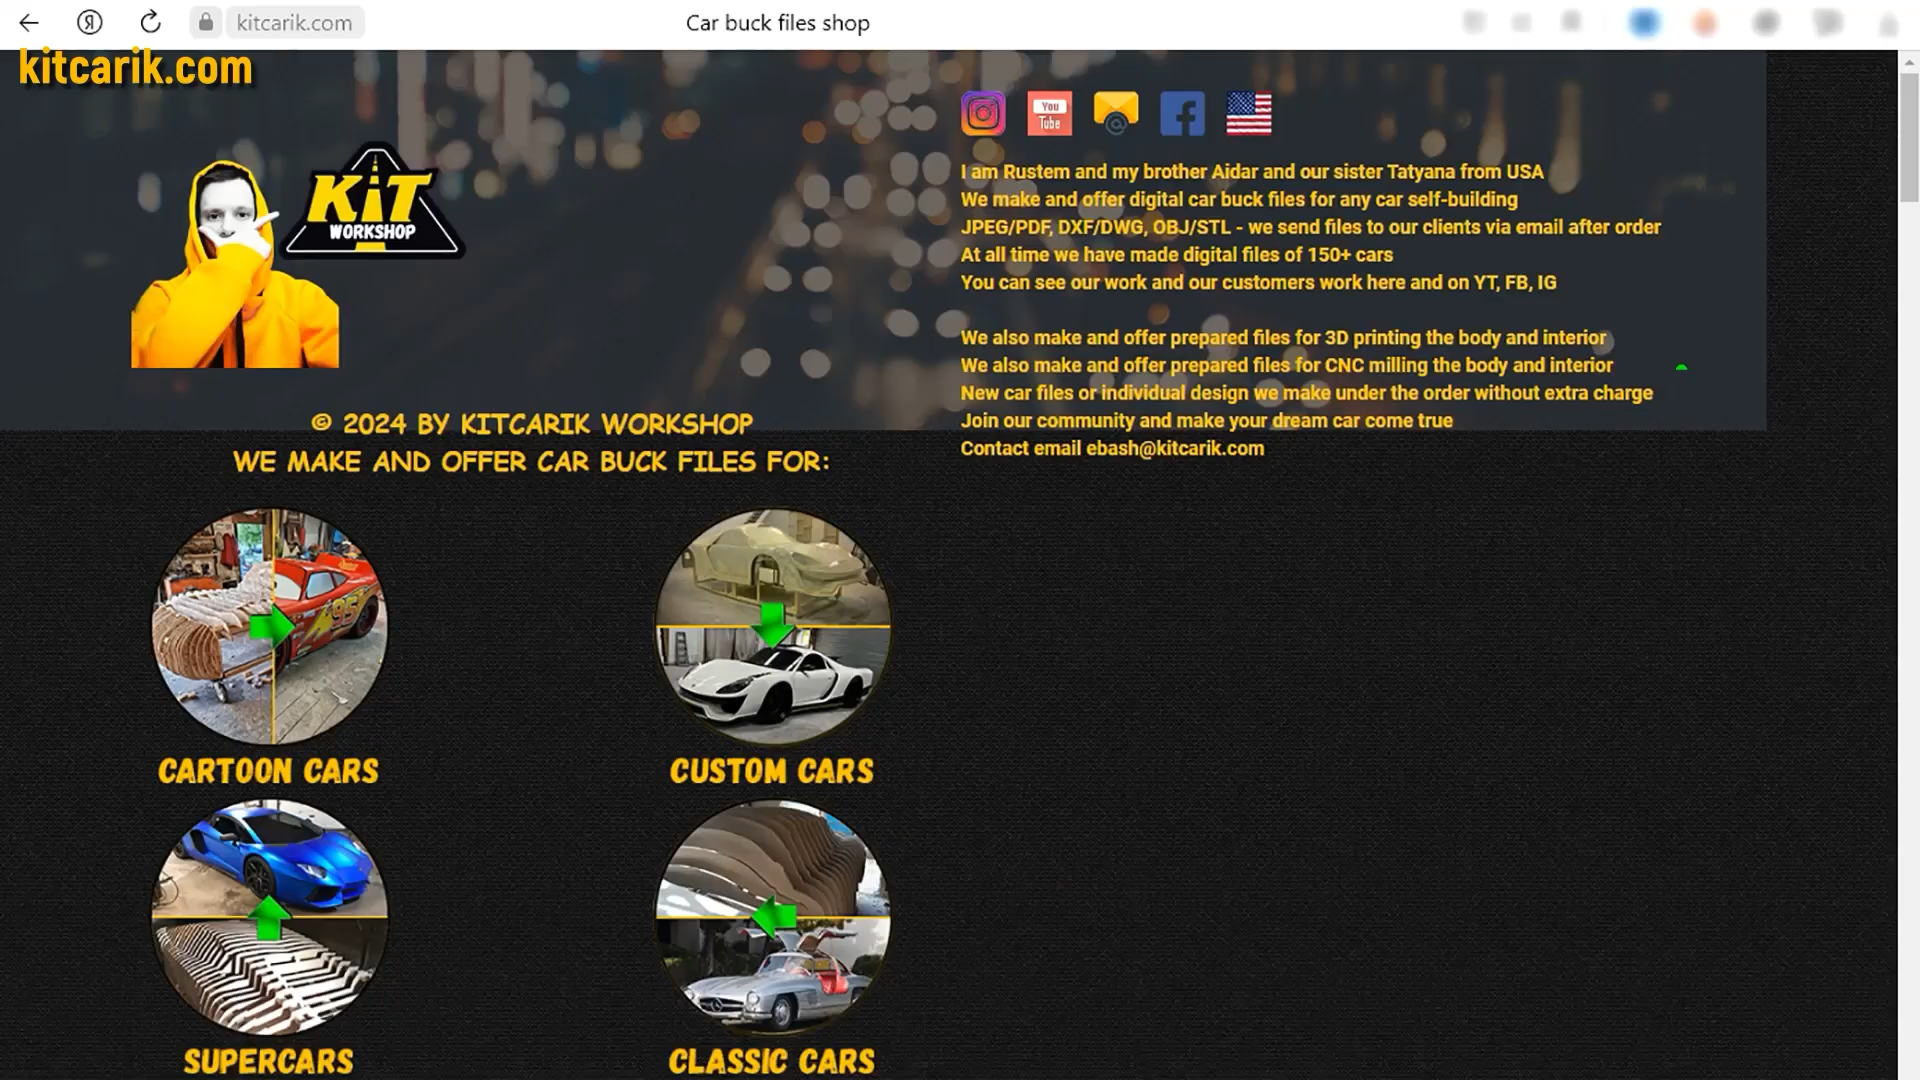 kitcarik.com
Car buck files shop
kitcarik.com
You
Tube
KiT
WORKSHOP
I am Rustem and my brother Aidar and our sister Tatyana from USA
We make and offer digital car buck files for any car self-building
JPEG/PDF, DXF/DWG, OBJ/STL - we send files to our clients via email after order
At all time we have made digital files of 150+ cars
You can see our work and our customers work here and on YT, FB, IG
We also make and offer prepared files for 3D printing the body and interior
We also make and offer prepared files for CNC milling the body and interior
New car files or individual design we make under the order without extra charge
Join our community and make your dream car come true
Contact email ebash@kitcarik.com
© 2024 BY KITCARIK WORKSHOP
WE MAKE AND OFFER CAR BUCK FILES FOR:
95
CARTOON CARS
CUSTOM CARS
SUPERCARS
CLASSIC CARS